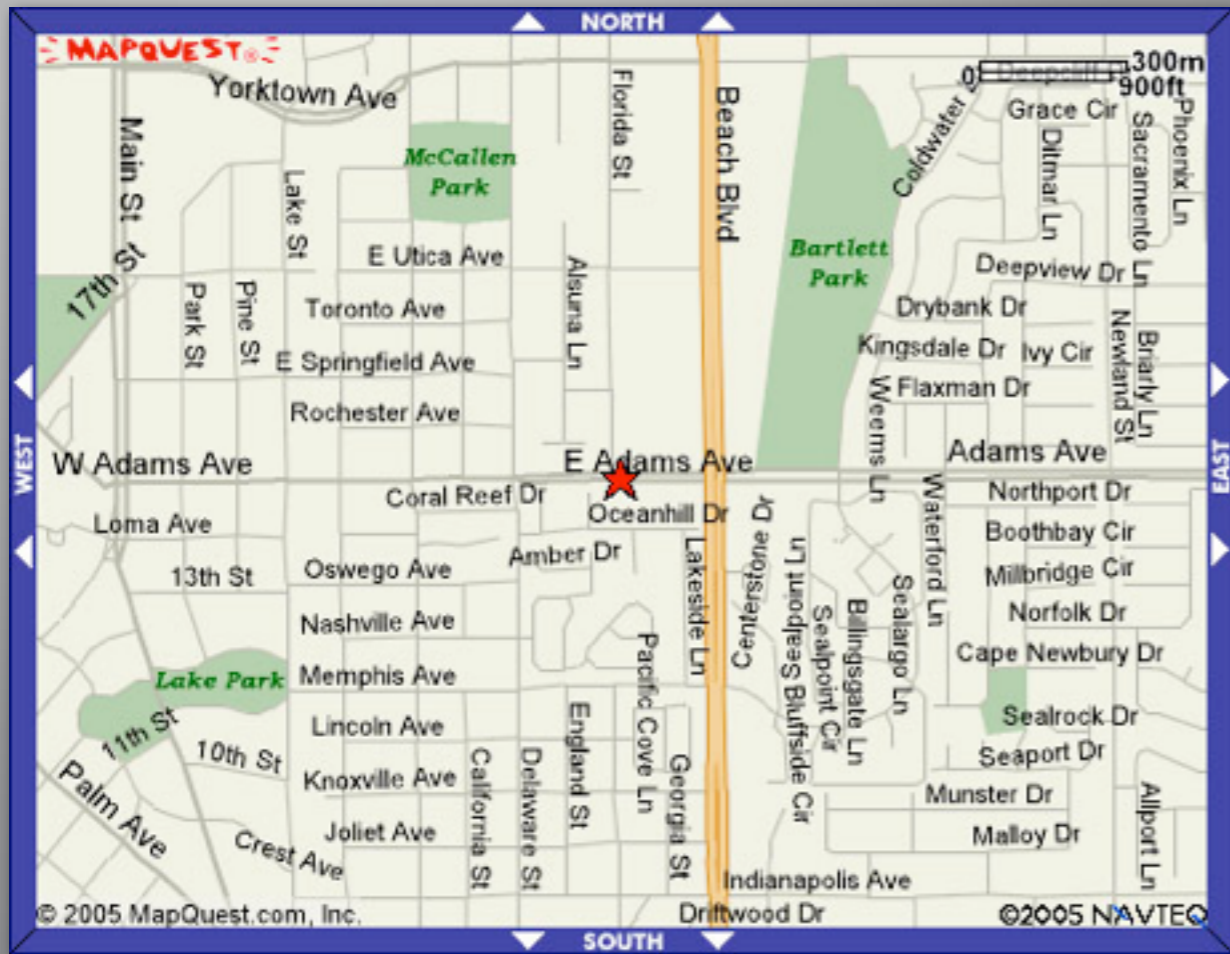 NORTH
MAPQUEST®
300m
0
900ft
Yorktown Ave
Deepcliff D
Grace Cir
Main St
Lake St
McCallen
Park
Florida St
Beach Blvd
Coldwater
Ditmar Ln
Sacramento Ln
Phoenix Ln
17th St
E Utica Ave
Bartlett
Park
Deepview Dr
Park St
Pine St
Toronto Ave
Alsuna Ln
Drybank Dr
E Springfield Ave
Kingsdale Dr
Ivy Cir
Newland St
Briarly Ln
Rochester Ave
Flaxman Dr
Weems Ln
WEST
W Adams Ave
E Adams Ave
Adams Ave
EAST
Coral Reef Dr
Oceanhill Dr
Northport Dr
Loma Ave
Amber Dr
Lakeside Ln
Centerstone Dr
Waterford Ln
Boothbay Cir
13th St
Oswego Ave
Seapoint Ln
Millbridge Cir
Nashville Ave
Pacific Cove Ln
Bluffside Cir
Sealpoint Cir
Billingsgate Ln
Sealargo Ln
Norfolk Dr
Lake Park
Memphis Ave
Cape Newbury Dr
11th St
Lincoln Ave
England St
Sealrock Dr
10th St
Knoxville Ave
California St
Delaware St
Georgia St
Seaport Dr
Palm Ave
Munster Dr
Allport Ln
Crest Ave
Joliet Ave
Malloy Dr
Indianapolis Ave
© 2005 MapQuest.com, Inc.
Driftwood Dr
©2005 NAVTEQ
SOUTH